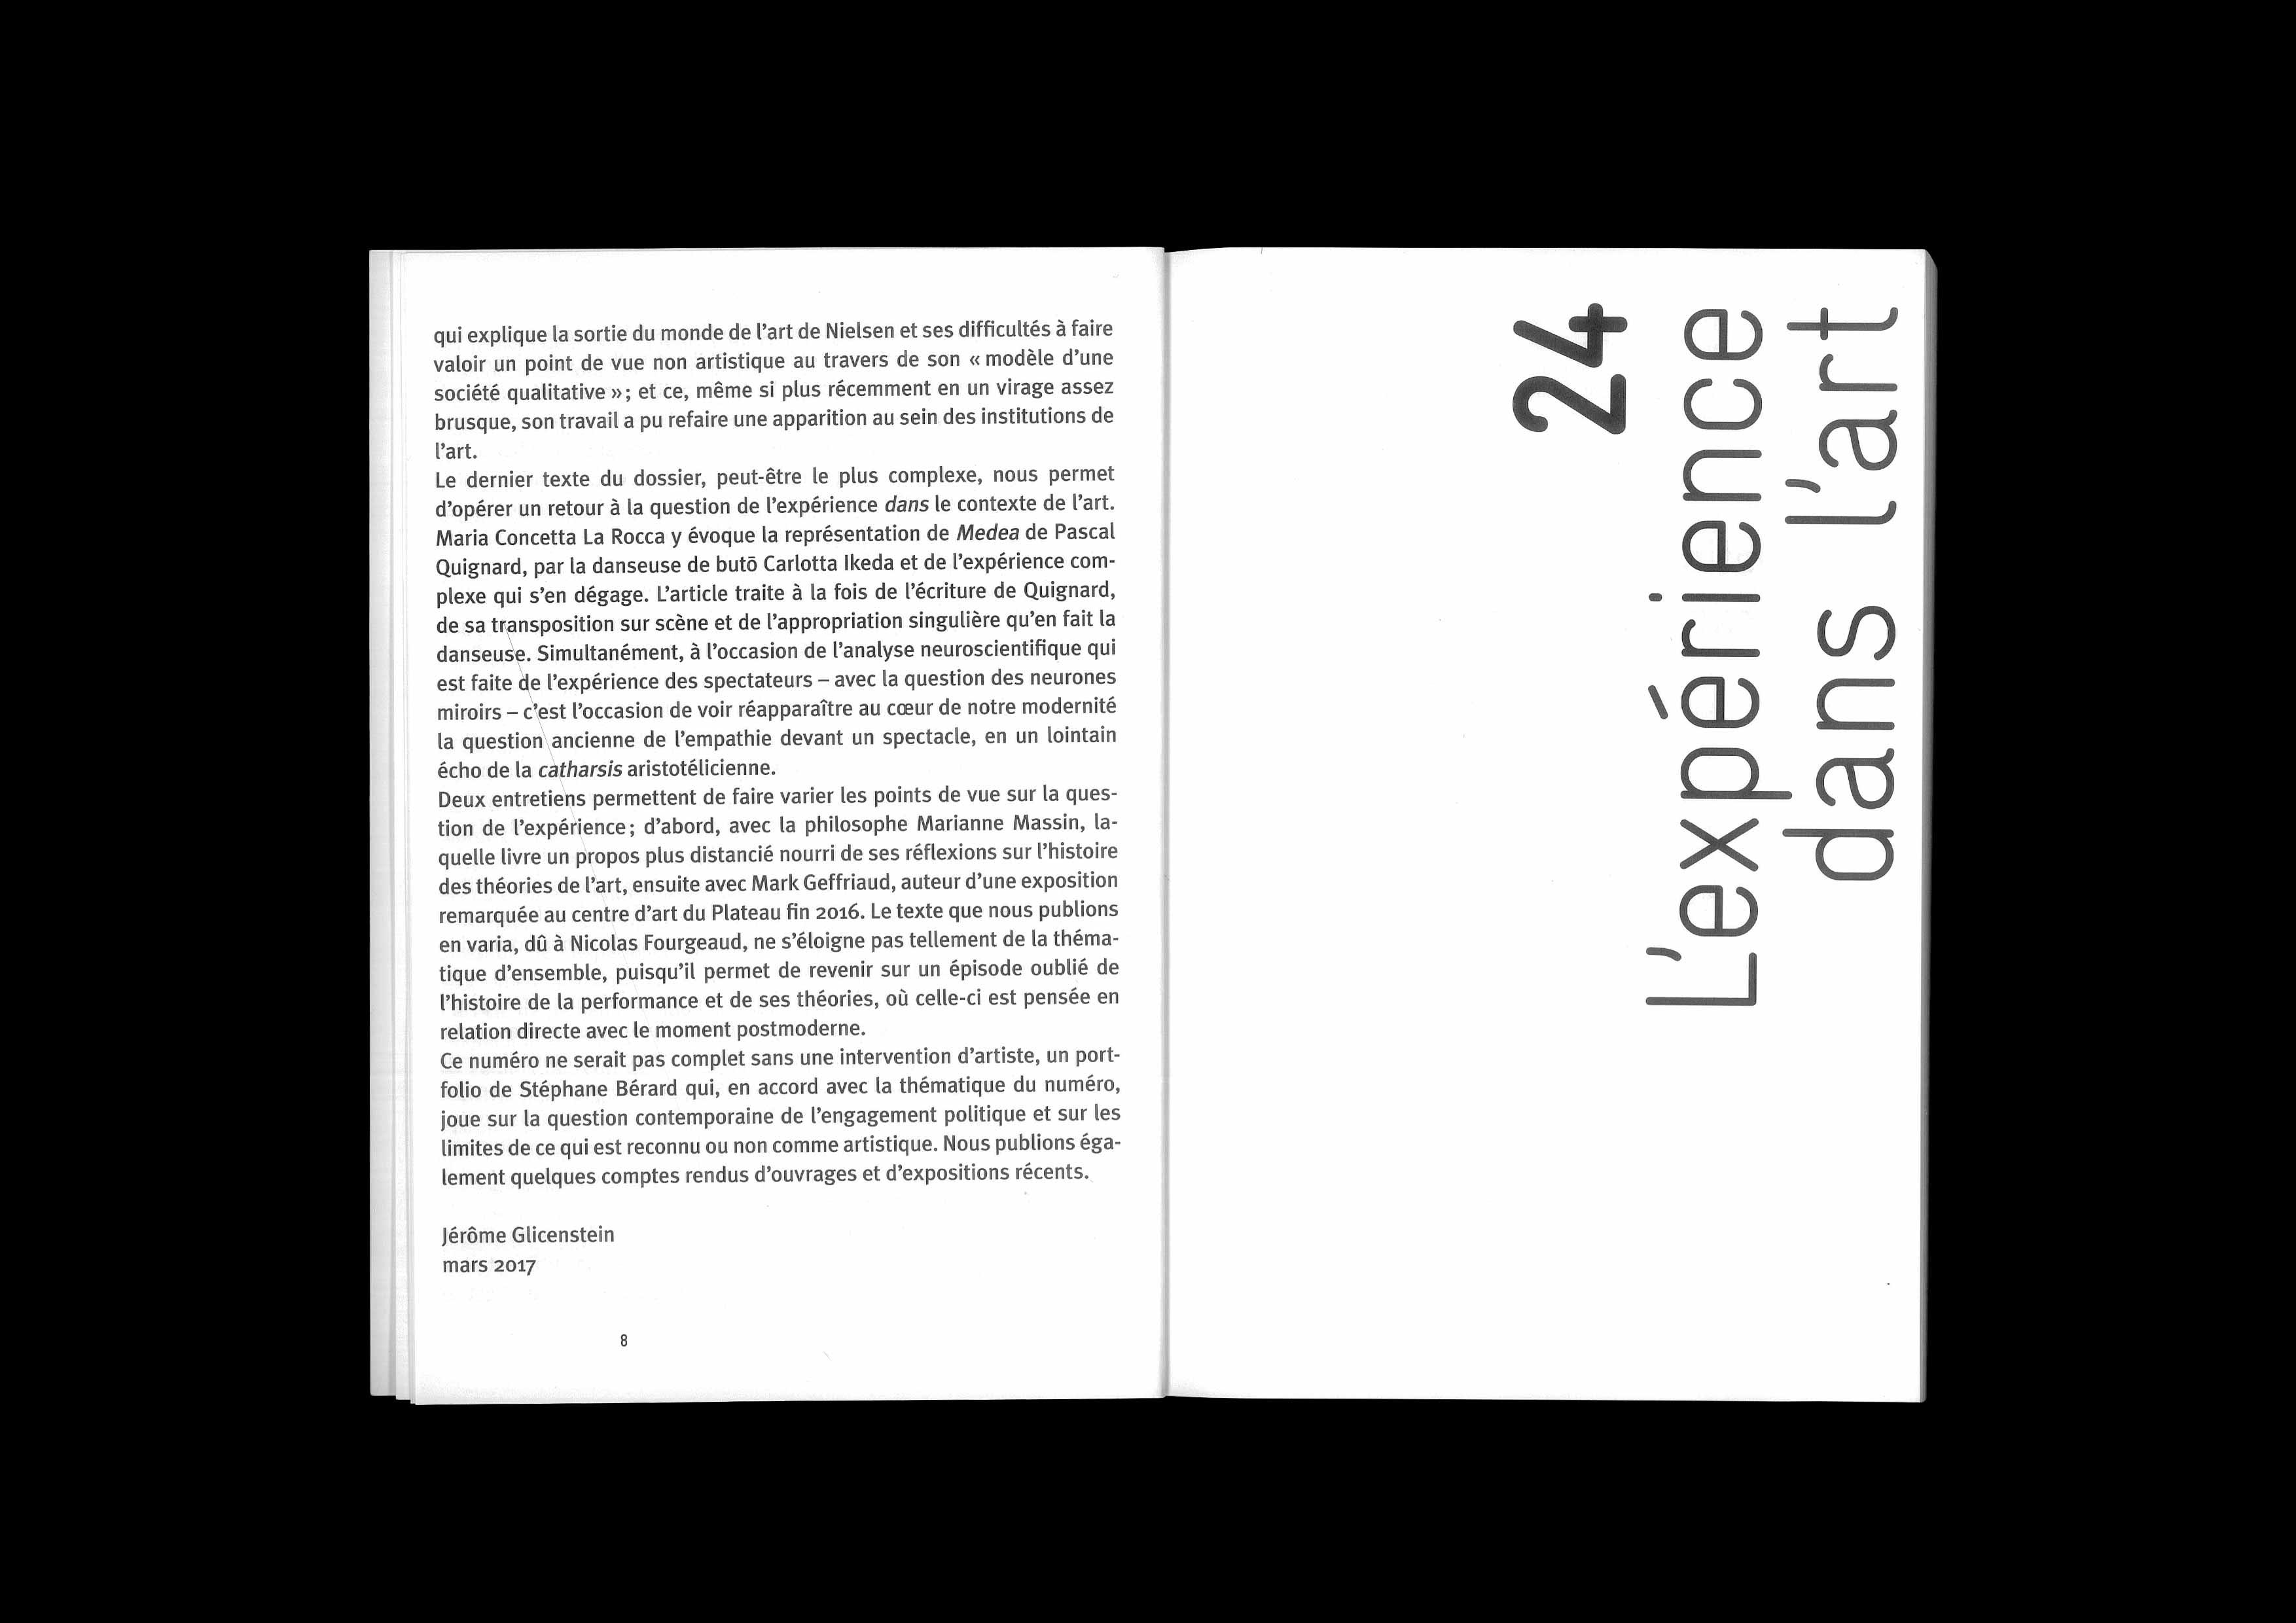 qui explique la sortie du monde de l’art de Nielsen et ses difficultés à faire
valoir un point de vue non artistique au travers de son « modèle d’une
société qualitative » ; et ce, même si plus récemment en un virage assez
brusque, son travail a pu refaire une apparition au sein des institutions de
l’art.
Le dernier texte du dossier, peut-être le plus complexe, nous permet
d’opérer un retour à la question de l’expérience dans le contexte de l’art.
Maria Concetta La Rocca y évoque la représentation de Medea de Pascal
Quignard, par la danseuse de butō Carlotta Ikeda et de l’expérience com-
plexe qui s’en dégage. L’article traite à la fois de l’écriture de Quignard,
de sa transposition sur scène et de l’appropriation singulière qu’en fait la
danseuse. Simultanément, à l’occasion de l’analyse neuroscientifique qui
est faite de l’expérience des spectateurs – avec la question des neurones
miroirs – c’est l’occasion de voir réapparaître au cœur de notre modernité
la question ancienne de l’empathie devant un spectacle, en un lointain
écho de la catharsis aristotélicienne.
Deux entretiens permettent de faire varier les points de vue sur la ques-
tion de l’expérience ; d’abord, avec la philosophe Marianne Massin, la-
quelle livre un propos plus distancié nourri de ses réflexions sur l’histoire
des théories de l’art, ensuite avec Mark Geffriaud, auteur d’une exposition
remarquée au centre d’art du Plateau fin 2016. Le texte que nous publions
en varia, dû à Nicolas Fourgeaud, ne s’éloigne pas tellement de la théma-
tique d’ensemble, puisqu’il permet de revenir sur un épisode oublié de
l’histoire de la performance et de ses théories, où celle-ci est pensée en
relation directe avec le moment postmoderne.
Ce numéro ne serait pas complet sans une intervention d’artiste, un port-
folio de Stéphane Bérard qui, en accord avec la thématique du numéro,
joue sur la question contemporaine de l’engagement politique et sur les
limites de ce qui est reconnu ou non comme artistique. Nous publions éga-
lement quelques comptes rendus d’ouvrages et d’expositions récents.
Jérôme Glicenstein
mars 2017
8
24
L’expérience
dans l’art